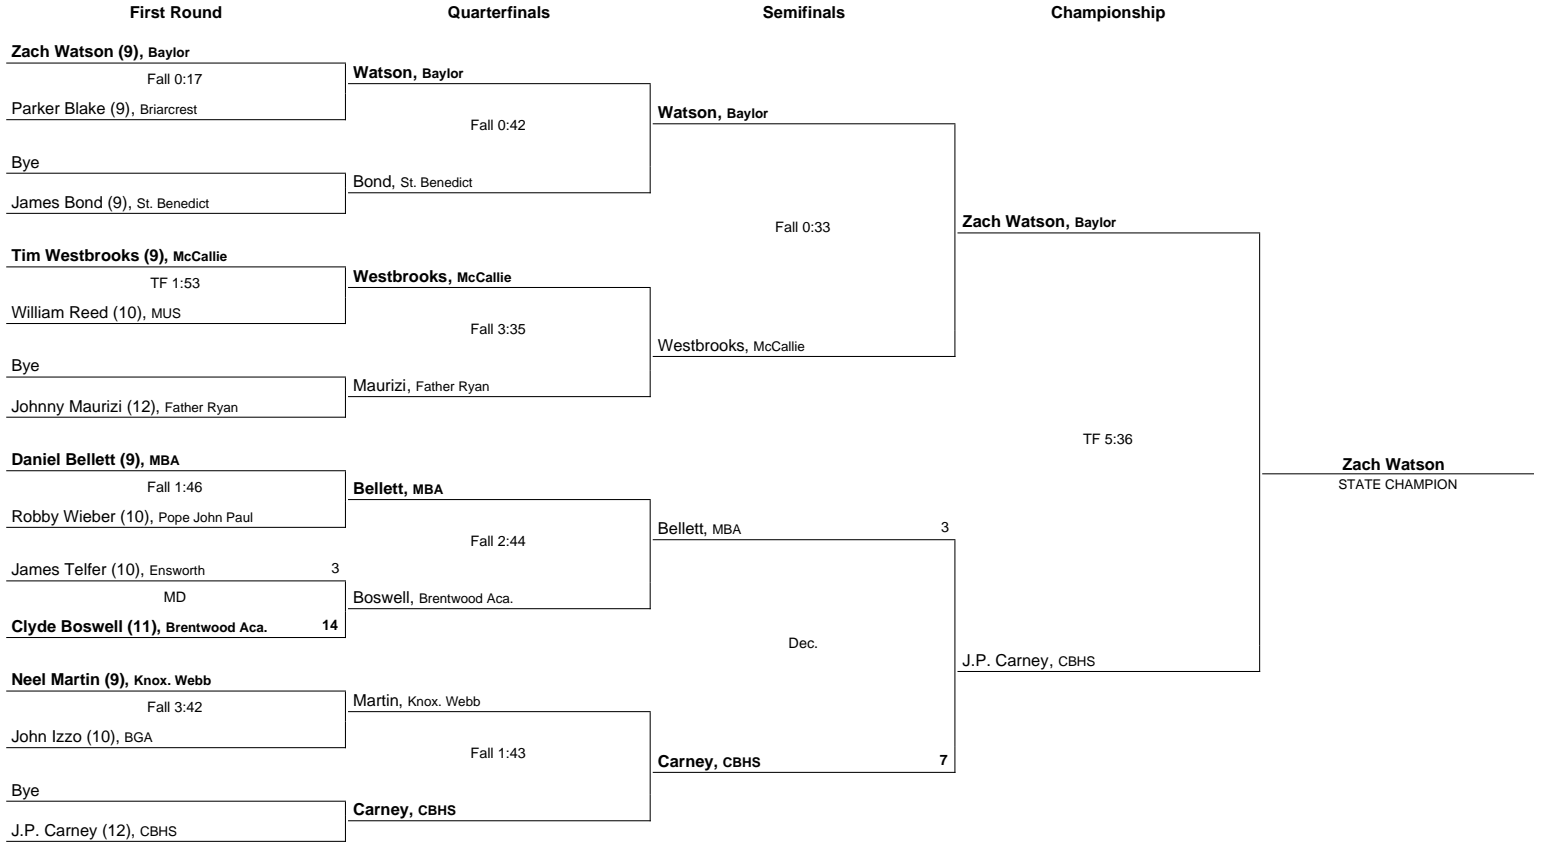 First Round Quarterfinals Semifinals Championship
Zach Watson (9), Baylor
Fall 0:17
Parker Blake (9), Briarcrest
Bye
James Bond (9), St. Benedict
Tim Westbrooks (9), McCallie
TF 1:53
William Reed (10), MUS
Bye
Johnny Maurizi (12), Father Ryan
Daniel Bellett (9), MBA
Fall 1:46
Robby Wieber (10), Pope John Paul
James Telfer (10), Ensworth 3
MD
Clyde Boswell (11), Brentwood Aca. 14
Neel Martin (9), Knox. Webb
Fall 3:42
John Izzo (10), BGA
Bye
J.P. Carney (12), CBHS
Watson, Baylor
Fall 0:42
Bond, St. Benedict
Westbrooks, McCallie
Fall 3:35
Maurizi, Father Ryan
Bellett, MBA
Fall 2:44
Boswell, Brentwood Aca.
Martin, Knox. Webb
Fall 1:43
Carney, CBHS
Watson, Baylor
Fall 0:33
Westbrooks, McCallie
Bellett, MBA 3
Dec.
Carney, CBHS 7
Zach Watson, Baylor
TF 5:36
J.P. Carney, CBHS
Zach Watson
STATE CHAMPION